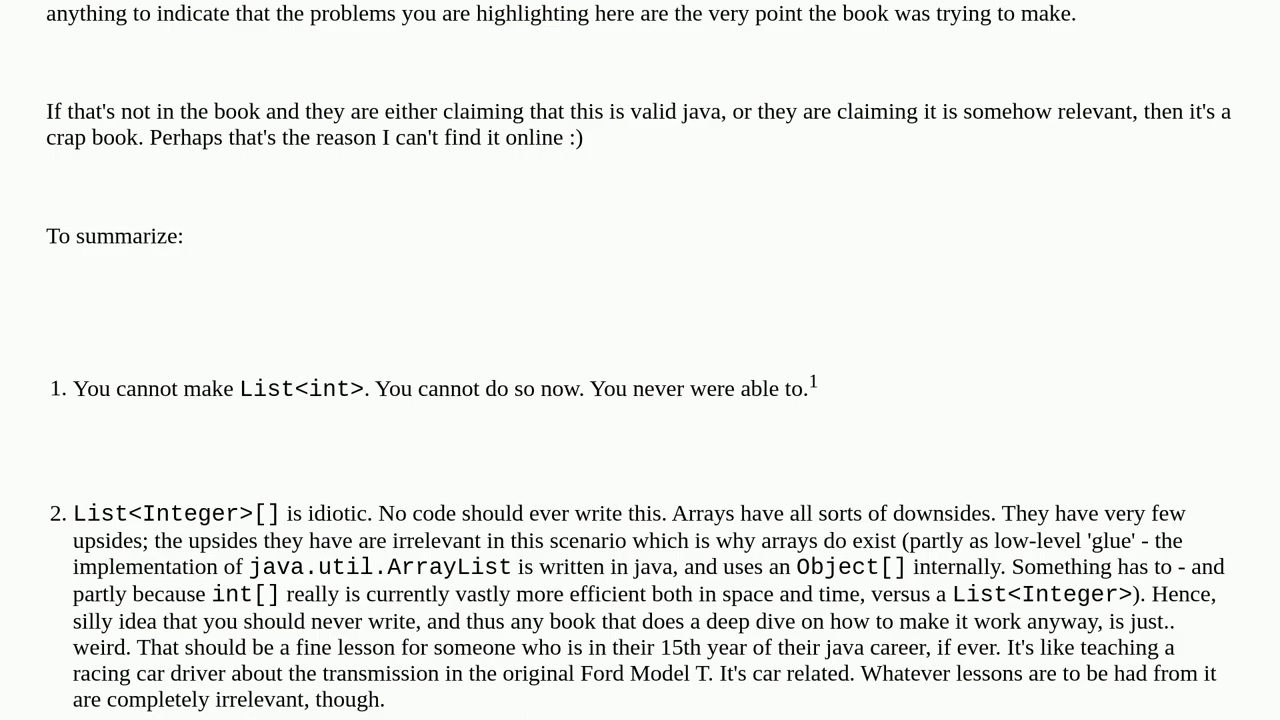 anything to indicate that the problems you are highlighting here are the very point the book was trying to make.
If that's not in the book and they are either claiming that this is valid java, or they are claiming it is somehow relevant, then it's a
crap book. Perhaps that's the reason I can't find it online :)
To summarize:
1. You cannot make List<int>. You cannot do so now. You never were able to.1
2. List<Integer>[] is idiotic. No code should ever write this. Arrays have all sorts of downsides. They have very few
upsides; the upsides they have are irrelevant in this scenario which is why arrays do exist (partly as low-level 'glue' - the
implementation of java.util.ArrayList is written in java, and uses an Object[] internally. Something has to - and
partly because int[] really is currently vastly more efficient both in space and time, versus a List<Integer>). Hence,
silly idea that you should never write, and thus any book that does a deep dive on how to make it work anyway, is just..
weird. That should be a fine lesson for someone who is in their 15th year of their java career, if ever. It's like teaching a
racing car driver about the transmission in the original Ford Model T. It's car related. Whatever lessons are to be had from it
are completely irrelevant, though.